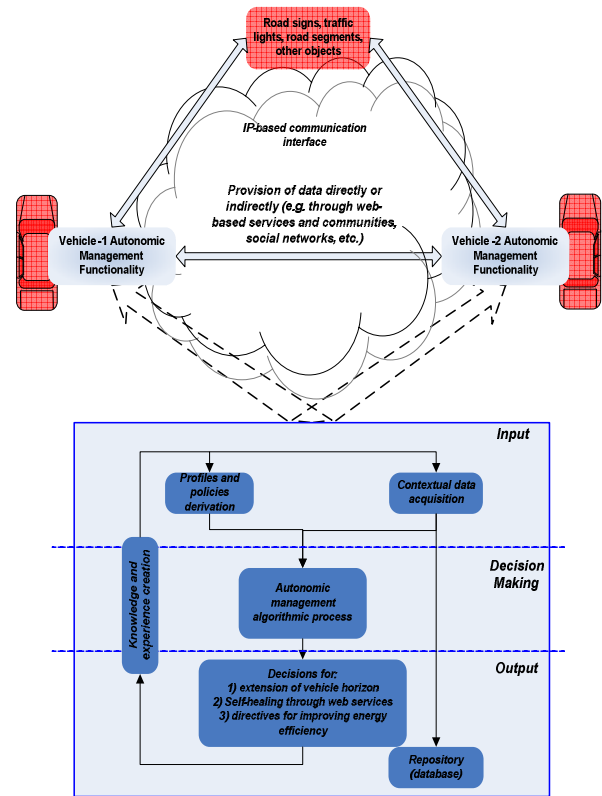 Road signs, traffic
lights, road segments,
other objects
IP-based communication
interface
Provision of data directly or
indirectly (e.g. through web-
based services and communities,
social networks, etc.)
Vehicle -1 Autonomic
Management
Functionality
Vehicle -2 Autonomic
Management
Functionality
Input
Profiles and
policies
derivation
Contextual data
acquisition
Knowledge and
experience creation
Decision
Making
Autonomic
management
algorithmic process
Output
Decisions for:
1) extension of vehicle horizon
2) Self-healing through web services
3) directives for improving energy
efficiency
Repository
(database)